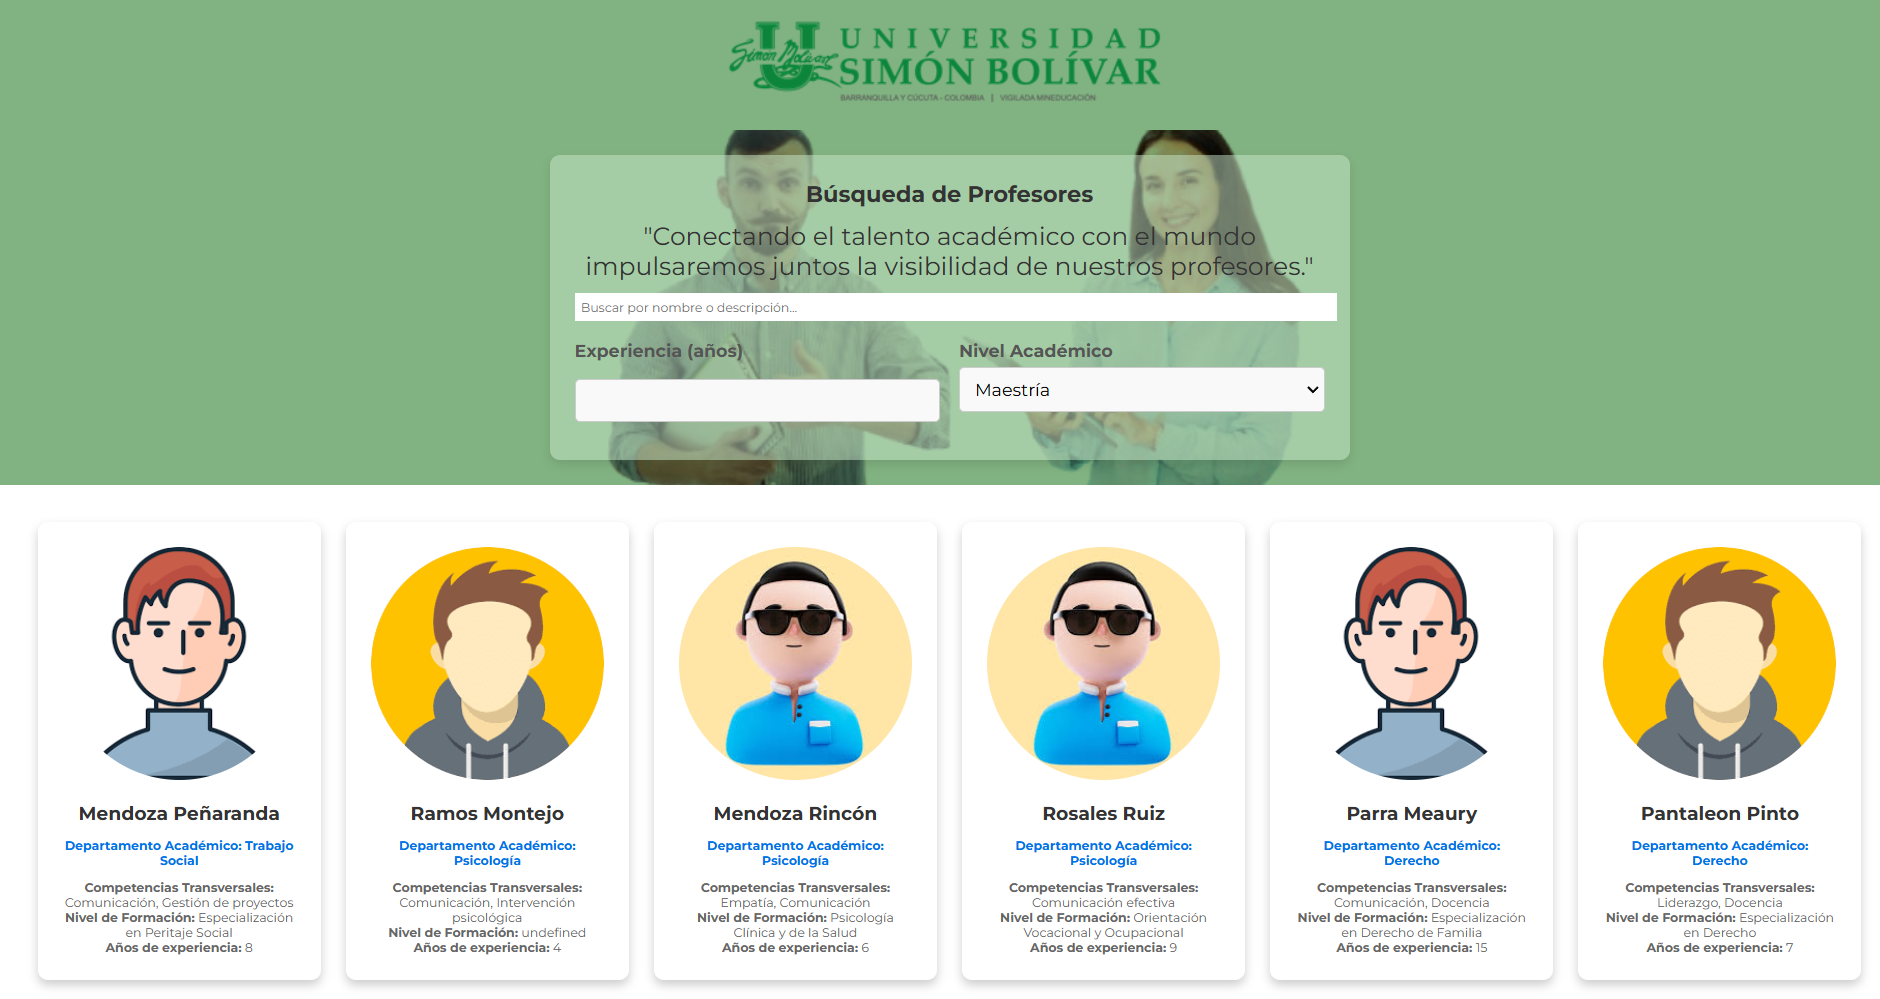 Simón Bolívar
U
UNIVERSIDAD
SIMÓN BOLÍVAR
BARRANQUILLA Y CÚCUTA - COLOMBIA | VIGILADA MINEDUCACIÓN
Búsqueda de Profesores
"Conectando el talento académico con el mundo
impulsaremos juntos la visibilidad de nuestros profesores."
Buscar por nombre o descripción...
Experiencia (años)
Nivel Académico
Maestría
Mendoza Peñaranda
Departamento Académico: Trabajo
Social
Competencias Transversales:
Comunicación, Gestión de proyectos
Nivel de Formación: Especialización
en Peritaje Social
Años de experiencia: 8
Ramos Montejo
Departamento Académico:
Psicología
Competencias Transversales:
Comunicación, Intervención
psicológica
Nivel de Formación: undefined
Años de experiencia: 4
Mendoza Rincón
Departamento Académico:
Psicología
Competencias Transversales:
Empatía, Comunicación
Nivel de Formación: Psicología
Clínica y de la Salud
Años de experiencia: 6
Rosales Ruiz
Departamento Académico:
Psicología
Competencias Transversales:
Comunicación efectiva
Nivel de Formación: Orientación
Vocacional y Ocupacional
Años de experiencia: 9
Parra Meaury
Departamento Académico:
Derecho
Competencias Transversales:
Comunicación, Docencia
Nivel de Formación: Especialización
en Derecho de Familia
Años de experiencia: 15
Pantaleon Pinto
Departamento Académico:
Derecho
Competencias Transversales:
Liderazgo, Docencia
Nivel de Formación: Especialización
en Derecho
Años de experiencia: 7